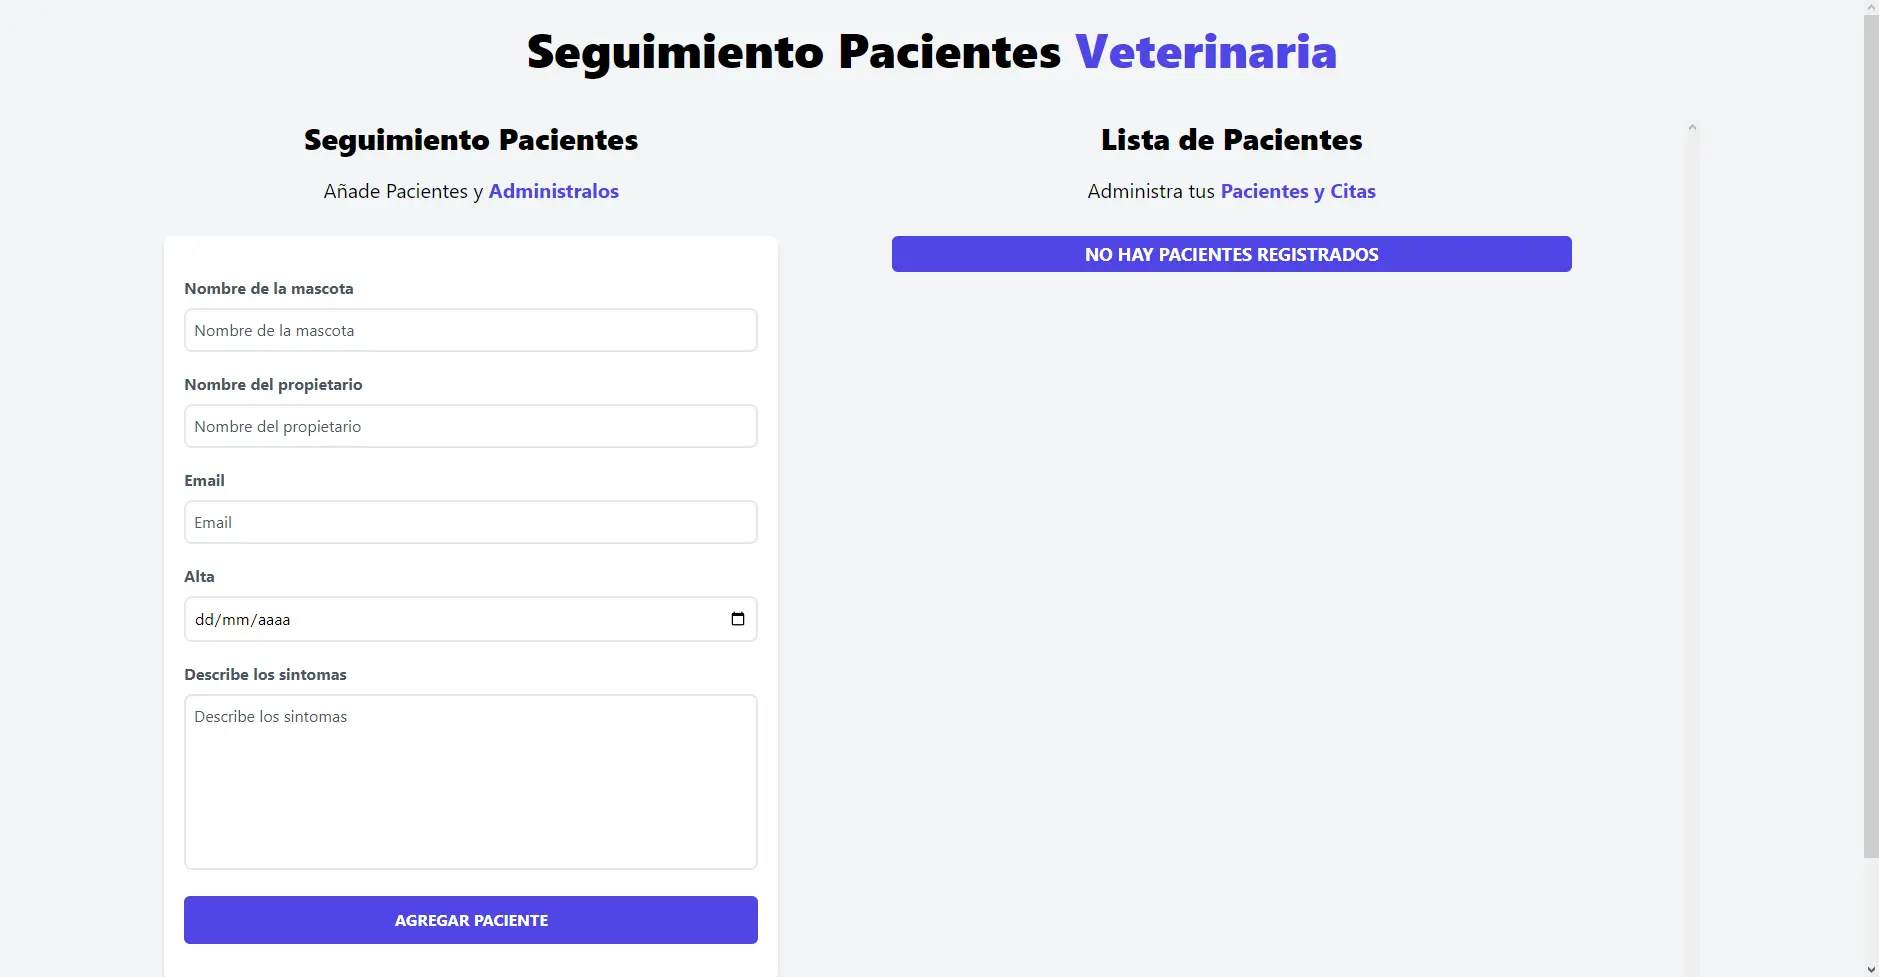 Seguimiento Pacientes Veterinaria
Seguimiento Pacientes
Añade Pacientes y Administralos
Nombre de la mascota
Nombre de la mascota
Nombre del propietario
Nombre del propietario
Email
Email
Alta
dd/mm/aaaa
Describe los sintomas
Describe los sintomas
AGREGAR PACIENTE
Lista de Pacientes
Administra tus Pacientes y Citas
NO HAY PACIENTES REGISTRADOS